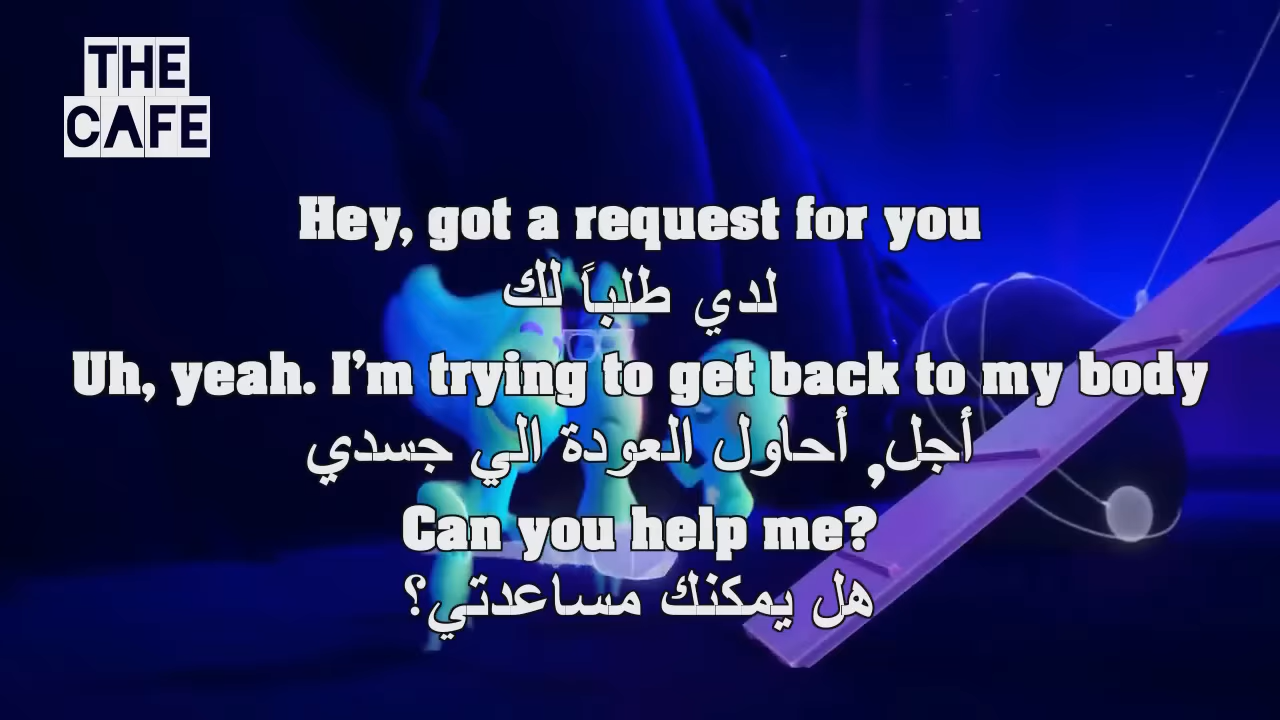 THE
CAFE
Hey, got a request for you
لدي طلباً لك
Uh, yeah. I'm trying to get back to my body
أجل, أحاول العودة الي جسدي
Can you help me?
هل يمكنك مساعدتي؟